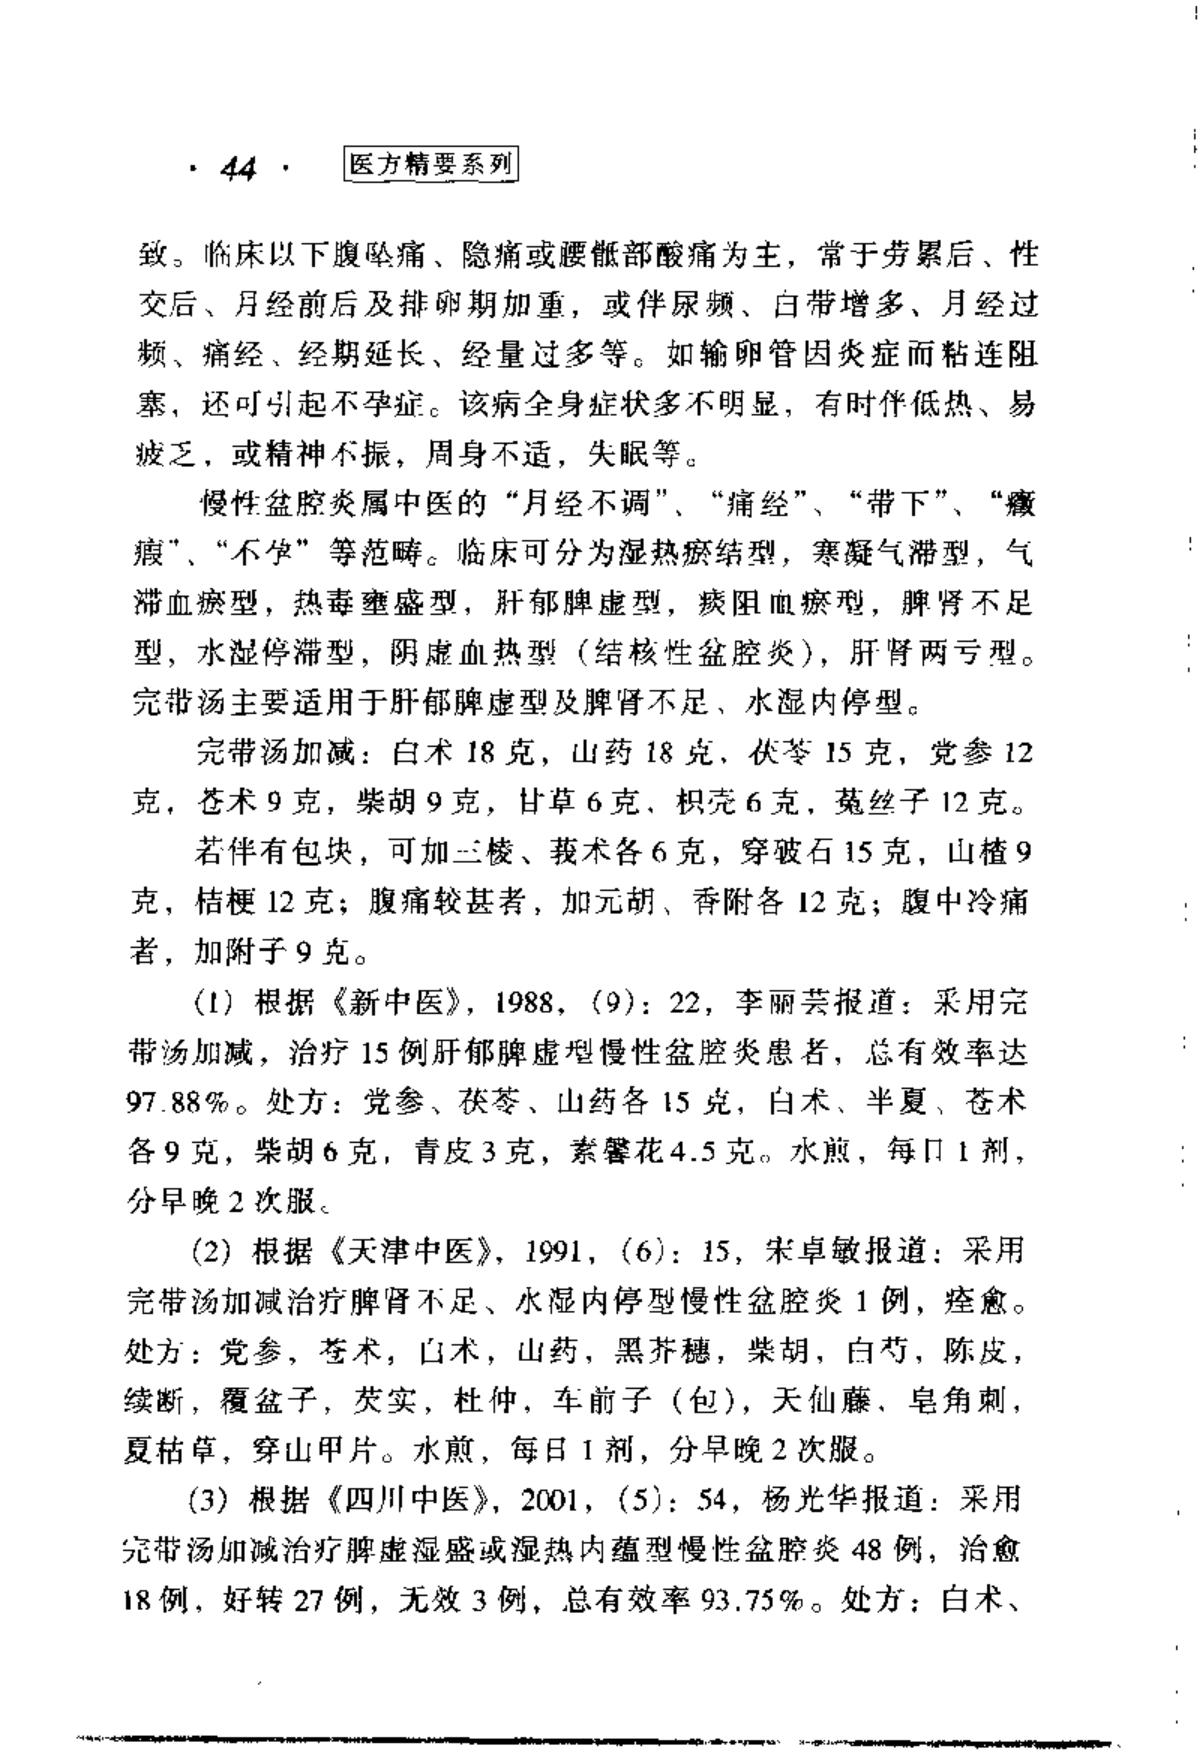 · 44 · 医方精要系列
致。临床以下腹坠痛、隐痛或腰骶部酸痛为主，常于劳累后、性
交后、月经前后及排卵期加重，或伴尿频、白带增多、月经过
频、痛经、经期延长、经量过多等。如输卵管因炎症而粘连阻
塞，还可引起不孕症。该病全身症状多不明显，有时伴低热、易
疲乏，或精神不振，周身不适，失眠等。
慢性盆腔炎属中医的“月经不调”、“痛经”、“带下”、“癥
瘕”、“不孕”等范畴。临床可分为湿热瘀结型，寒凝气滞型，气
滞血瘀型，热毒壅盛型，肝郁脾虚型，痰阻血瘀型，脾肾不足
型，水湿停滞型，阴虚血热型（结核性盆腔炎），肝肾两亏型。
完带汤主要适用于肝郁脾虚型及脾肾不足、水湿内停型。
完带汤加减：白术 18 克，山药 18 克，茯苓 15 克，党参 12
克，苍术 9 克，柴胡 9 克，甘草 6 克，枳壳 6 克，菟丝子 12 克。
若伴有包块，可加三棱、莪术各 6 克，穿破石 15 克，山楂 9
克，桔梗 12 克；腹痛较甚者，加元胡、香附各 12 克；腹中冷痛
者，加附子 9 克。
(1) 根据《新中医》，1988，(9)：22，李丽芸报道：采用完
带汤加减，治疗 15 例肝郁脾虚型慢性盆腔炎患者，总有效率达
97.88%。处方：党参、茯苓、山药各 15 克，白术、半夏、苍术
各 9 克，柴胡 6 克，青皮 3 克，素馨花 4.5 克。水煎，每日 1 剂，
分早晚 2 次服。
(2) 根据《天津中医》，1991，(6)：15，宋卓敏报道：采用
完带汤加减治疗脾肾不足、水湿内停型慢性盆腔炎 1 例，痊愈。
处方：党参，苍术，白术，山药，黑芥穗，柴胡，白芍，陈皮，
续断，覆盆子，芡实，杜仲，车前子（包），天仙藤，皂角刺，
夏枯草，穿山甲片。水煎，每日 1 剂，分早晚 2 次服。
(3) 根据《四川中医》，2001，(5)：54，杨光华报道：采用
完带汤加减治疗脾虚湿盛或湿热内蕴型慢性盆腔炎 48 例，治愈
18 例，好转 27 例，无效 3 例，总有效率 93.75%。处方：白术、